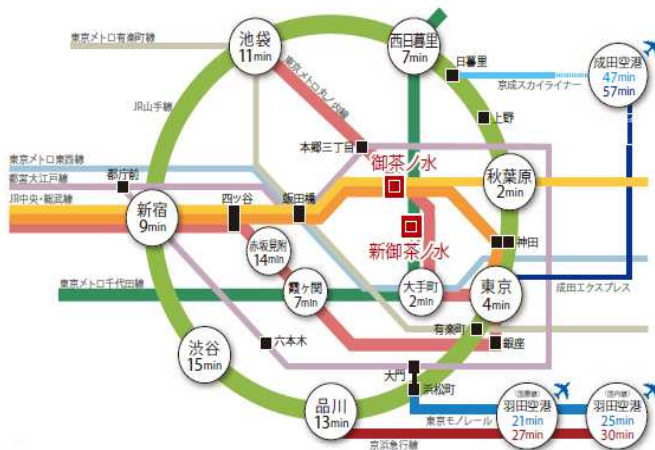 東京メトロ有楽町線
池袋
11min
西日暮里
7min
日暮里
成田空港
47min
57min
京成スカイライナー
JR山手線
東京メトロ丸ノ内線
上野
本郷三丁目
東京メトロ東西線
都営大江戸線
都庁前
御茶ノ水
秋葉原
2min
JR中央・総武線
新宿
9min
四ツ谷
飯田橋
新御茶ノ水
神田
赤坂見附
14min
霞ヶ関
7min
大手町
2min
東京
4min
東京メトロ千代田線
成田エクスプレス
有楽町
銀座
六本木
渋谷
15min
大門
浜松町
品川
13min
東京モノレール
京浜急行線
(国際線)
羽田空港
21min
27min
(国内線)
羽田空港
25min
30min